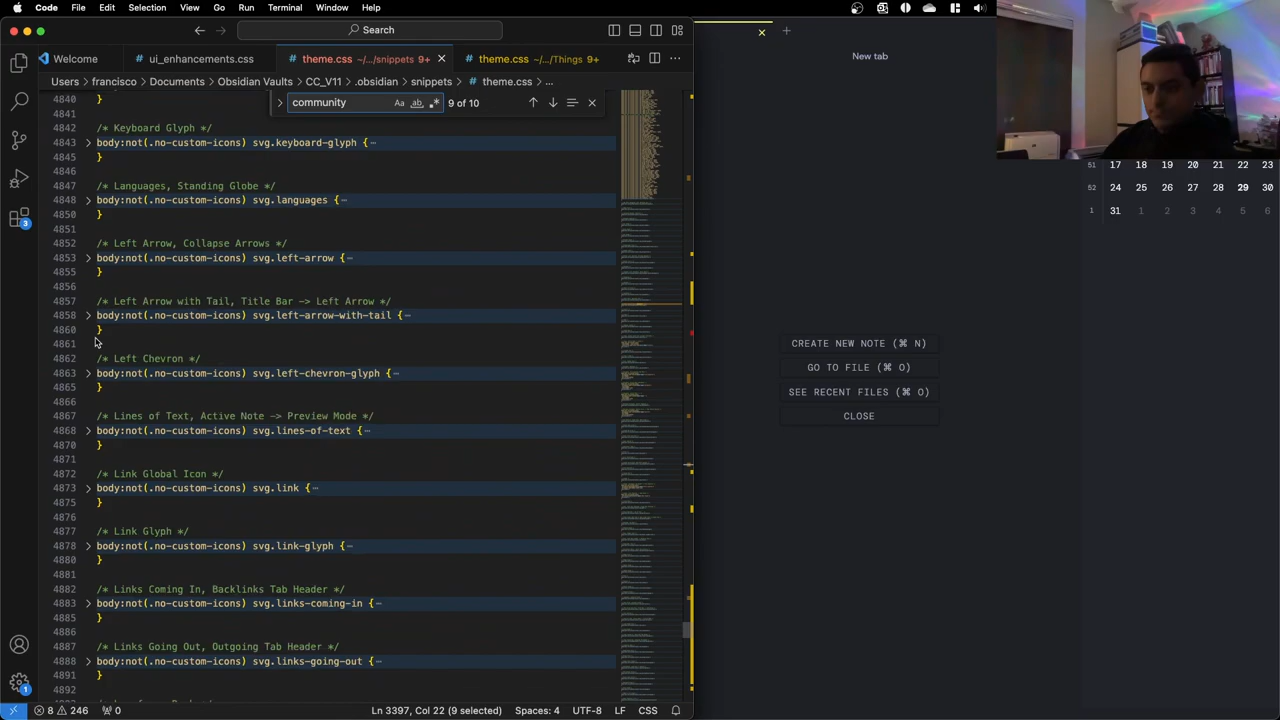 Code File Edit Selection View Go Run Terminal Window Help
Search
Welcome ui_enhancements.css theme.css ~/.../snippets 9+ theme.css ~/.../Things 9+
Users > francisco > Documents > Obsidian Vaults > CC_V11 > .obsidian > snippets > theme.css > ...
community Aa ab .* 9 of 10
4840 }
4841
4842 /* Keyboard Glyph */
4843 body:not(.no-custom-icons) svg.keyboard-glyph {
4845 }
4846
4847 /* Languages, Standing Globe */
4848 body:not(.no-custom-icons) svg.languages {
4850 }
4851
4852 /* Left Arrow, Navigate Arrows */
4853 body:not(.no-custom-icons) svg.left-arrow {
4855 }
4856
4857 /* Left Arrow with Tail, Title Bar -> Left Arrow */
4858 body:not(.no-custom-icons) svg.left-arrow-with-tail {
4860 }
4861
4862 /* Left Chevron */
4863 body:not(.no-custom-icons) svg.left-chevron-glyph {
4865 }
4866
4867 /* Lines of Text, Active Note -> Preview Mode */
4868 body:not(.no-custom-icons) svg.lines-of-text {
4870 }
4871
4872 /* Link Global Icon */
4873 body:not(.no-custom-icons) svg.link {
4875 }
4876
4877 /* Link Glyph */
4878 body:not(.no-custom-icons) svg.link-glyph {
4880 }
4881
4882 /* Links Coming In, Backlinks Tab Header */
4883 body:not(.no-custom-icons) svg.links-coming-in {
4885 }
4886
4887 /* Links Going Out, Outgoing Tab Header */
4888 body:not(.no-custom-icons) svg.links-going-out {
4890 }
4891
3
8 24 Ln 3397, Col 22 (9 selected) Spaces: 4 UTF-8 LF CSS
New tab
51 17 18 19 20 21 22 23
52 24 25 26 27 28 29 30
1 31 1 2 3 4 5 6
CREATE NEW NOTE (⌘ N)
GO TO FILE (⌘ O)
SEE RECENT FILES (⌘ O)
CLOSE